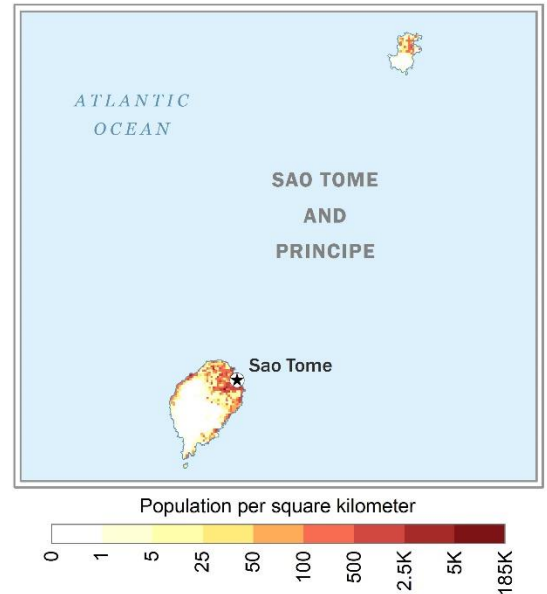 ATLANTIC
OCEAN
SAO TOME
AND
PRINCIPE
Sao Tome
Population per square kilometer
0 1 5 25 50 100 500 2.5K 5K 185K